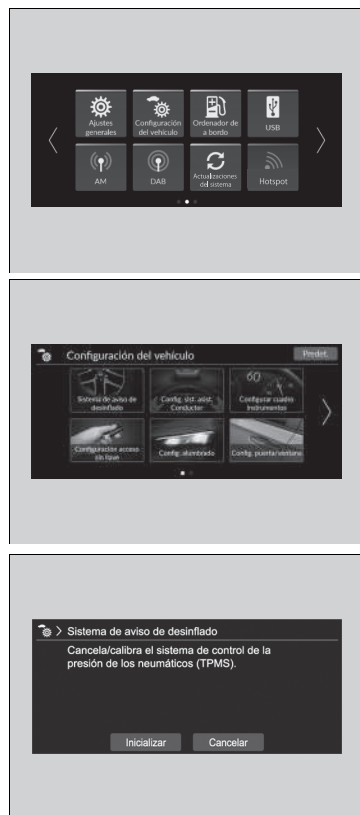 Ajustes
generales
Configuración
del vehículo
Ordenador de
a bordo
USB
AM
DAB
Actualizaciones
del sistema
Hotspot
Configuración del vehículo
Predet.
Sistema de aviso de
desinflado
Config. sist. asist.
Conductor
60
Configurar cuadro
Instrumentos
Configuración acceso
sin llave
Config. alumbrado
Config. puerta/ventana
Sistema de aviso de desinflado
Cancela/calibra el sistema de control de la
presión de los neumáticos (TPMS).
Inicializar
Cancelar